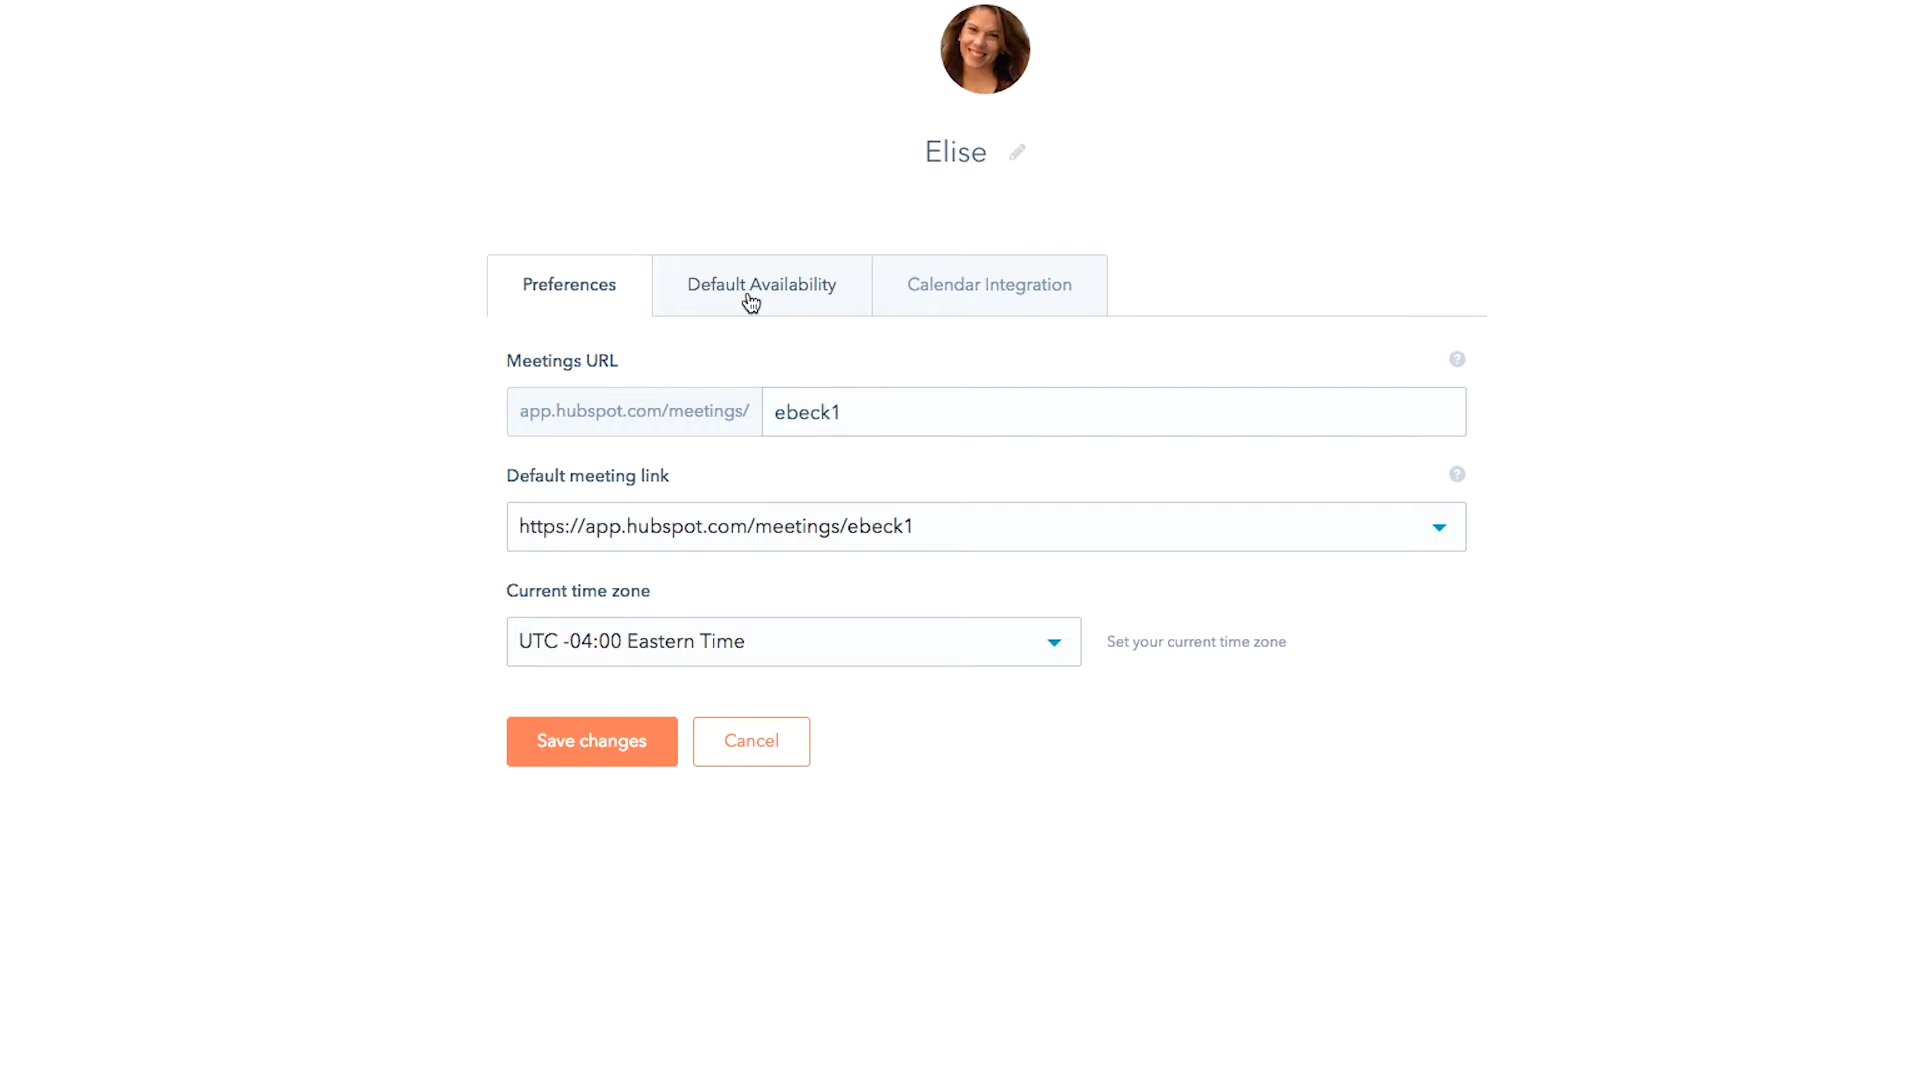 Elise
Preferences
Default Availability
Calendar Integration
Meetings URL
?
app.hubspot.com/meetings/
ebeck1
Default meeting link
?
https://app.hubspot.com/meetings/ebeck1
Current time zone
UTC -04:00 Eastern Time
Set your current time zone
Save changes
Cancel